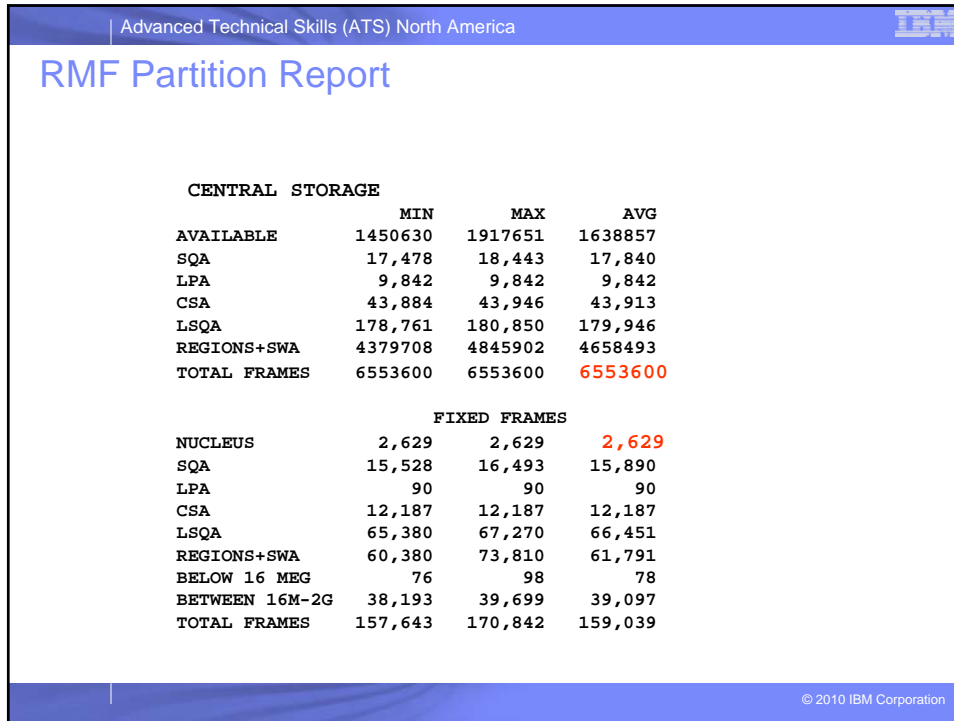 Advanced Technical Skills (ATS) North America
IBM
RMF Partition Report
CENTRAL STORAGE
MIN MAX AVG
AVAILABLE 1450630 1917651 1638857
SQA 17,478 18,443 17,840
LPA 9,842 9,842 9,842
CSA 43,884 43,946 43,913
LSQA 178,761 180,850 179,946
REGIONS+SWA 4379708 4845902 4658493
TOTAL FRAMES 6553600 6553600 6553600
FIXED FRAMES
NUCLEUS 2,629 2,629 2,629
SQA 15,528 16,493 15,890
LPA 90 90 90
CSA 12,187 12,187 12,187
LSQA 65,380 67,270 66,451
REGIONS+SWA 60,380 73,810 61,791
BELOW 16 MEG 76 98 78
BETWEEN 16M-2G 38,193 39,699 39,097
TOTAL FRAMES 157,643 170,842 159,039
© 2010 IBM Corporation